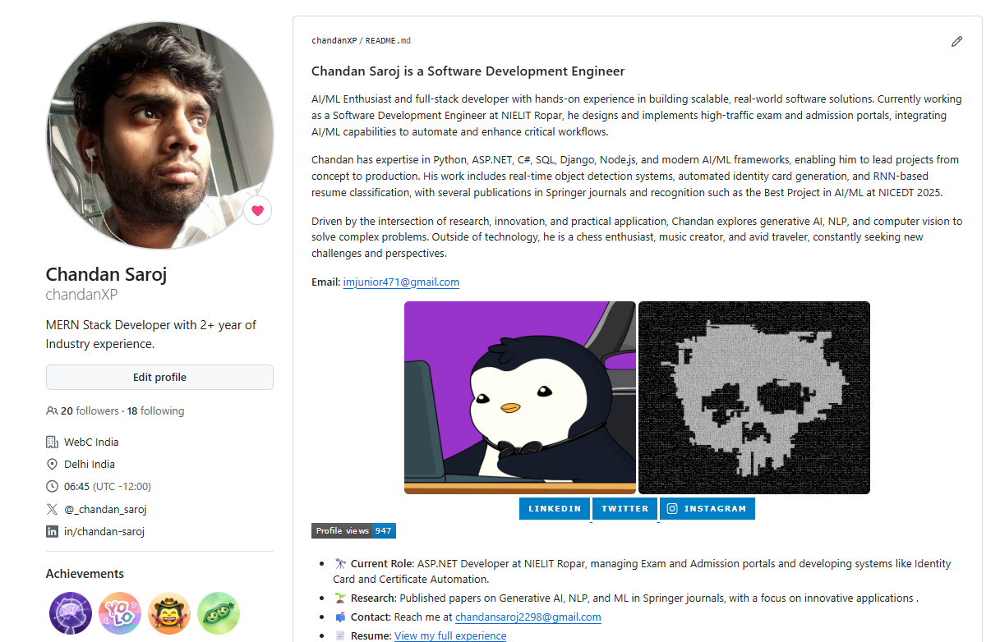 Chandan Saroj
chandanXP
MERN Stack Developer with 2+ year of
Industry experience.
Edit profile
20 followers · 18 following
WebC India
Delhi India
06:45 (UTC -12:00)
@_chandan_saroj
in/chandan-saroj
Achievements
YOLO
chandanXP / README.md
Chandan Saroj is a Software Development Engineer
AI/ML Enthusiast and full-stack developer with hands-on experience in building scalable, real-world software solutions. Currently working
as a Software Development Engineer at NIELIT Ropar, he designs and implements high-traffic exam and admission portals, integrating
AI/ML capabilities to automate and enhance critical workflows.
Chandan has expertise in Python, ASP.NET, C#, SQL, Django, Node.js, and modern AI/ML frameworks, enabling him to lead projects from
concept to production. His work includes real-time object detection systems, automated identity card generation, and RNN-based
resume classification, with several publications in Springer journals and recognition such as the Best Project in AI/ML at NICEDT 2025.
Driven by the intersection of research, innovation, and practical application, Chandan explores generative AI, NLP, and computer vision to
solve complex problems. Outside of technology, he is a chess enthusiast, music creator, and avid traveler, constantly seeking new
challenges and perspectives.
Email: imjunior471@gmail.com
LINKEDIN TWITTER INSTAGRAM
Profile views 947
Current Role: ASP.NET Developer at NIELIT Ropar, managing Exam and Admission portals and developing systems like Identity
Card and Certificate Automation.
Research: Published papers on Generative AI, NLP, and ML in Springer journals, with a focus on innovative applications .
Contact: Reach me at chandansaroj2298@gmail.com
Resume: View my full experience